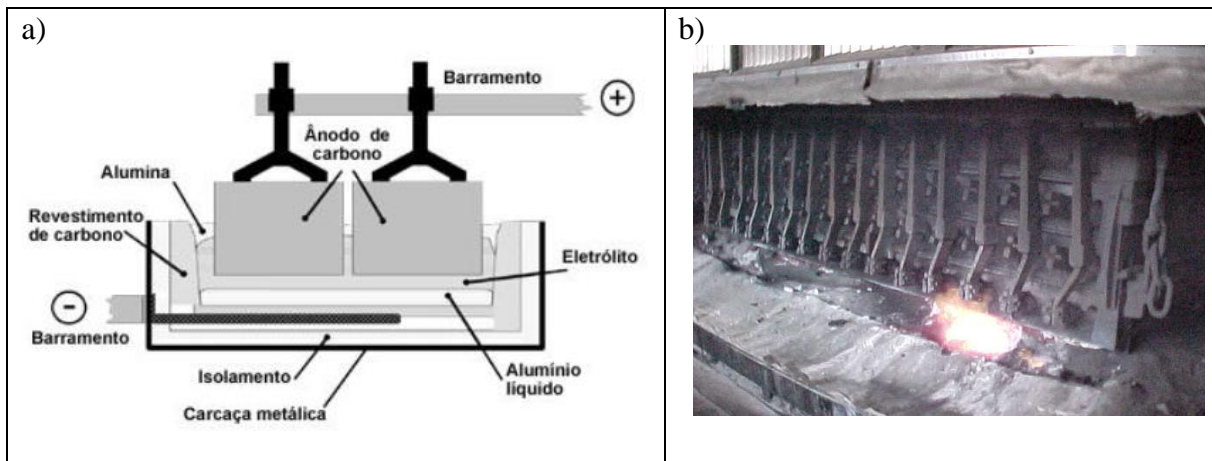 a)
Barramento
+
Ânodo de
carbono
Alumina
Revestimento
de carbono
Eletrólito
−
Barramento
Isolamento
Alumínio
líquido
Carcaça metálica
b)